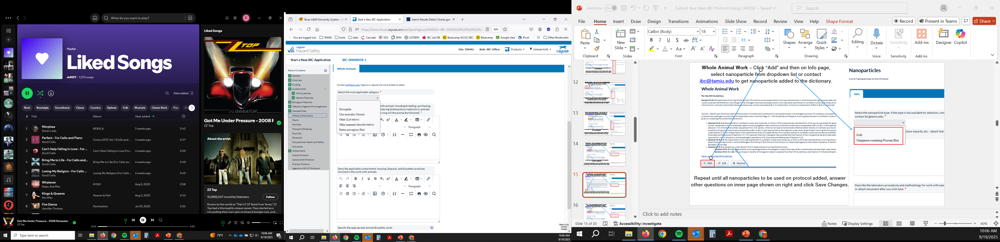 What do you want to play?
C
Playlist
Liked Songs
ck6527 • 1,270 songs
Date added
Rock
Nostalgia
Soundtrack
Classy
Country
Upbeat
Folk
Musicals
Classic Rock
Pop
# Title Album Date added
1 Morphea NEBULA 2 weeks ago 3:42
Green Lads
2 Perfect - For Cello and Piano Covers 2017, Vol. 1 (Cello and ... 4 weeks ago 4:37
GnuS Cello
3 Can't Help Falling in Love - For ... Can't Help Falling in Love (For... 4 weeks ago 2:55
GnuS Cello
4 Bring Me to Life - For Cello and... Bring Me to Life (For Cello an... 4 weeks ago 3:49
GnuS Cello
5 Losing My Religion - For Cello ... Losing My Religion (For Cello ... 4 weeks ago 3:45
GnuS Cello
6 Whatever KYGO Aug 5, 2025 2:58
Kygo, Ava Max
7 Kings & Queens Heaven & Hell Aug 2, 2025 2:42
Ava Max
8 Fire Dance Illumination Jul 25, 2025 3:52
Jennifer Thomas
Liked Songs
ZZ TOP
ELIMINATOR
Got Me Under Pressure - 2008 R
ZZ Top
About the artist
ZZ Top
10,868,047 monthly listeners
Follow
Known to the world as "That Lil' Ol' Band from Texas," ZZ
Top had a thoroughly unique career. They started as a
trio putting their own spin on blues & boogie rock, and...
Got Me Under Pressure - 2008 Remaster
ZZ Top
0:24
4:03
Type here to search
79°F
10:06 AM
9/19/2025
Texas A&M University System - In
Start a New IBC Application
Search Results Detail | Grants.gov
https://tamiur4.uat.cayuse.com/esOpenPage.wc?400630~IBC-00000028%20%20%20%2
80%
You are logged out.
TAMIU
tools
stats
Cascade
SSO
SPIN
LISTSERV
IBC risk DB
Basecamp IACUC/IBC
Basecamp
Google class
Pivot
Other Bookmarks
cayuse
Hazard Safety
Site: TAMIU
Role: IBC Office
Products
Celeste Kidd
cayuse
Start a New IBC Application
IBC-00000028 1
Table of Contents
Options
Overview
Funding
Nucleic Acids
NIH Guidelines
Vectors/Plasmids
Biological Materials
Infectious Agents/Microorganisms
Nanoparticles
Whole Animal Work
Plants
Facilities
Transport/Shipping
Dual Use
Personnel
Occupational Health and Safety
Assurance
Attachments
Submit Protocol
Cancel Draft Protocol
Preview Protocol
Agents on IACUC Protocols
Whole Animals
Contact ibc@tamiu.edu if genus or species are not available to select.
Select the most applicable category. *
Drosophila
Mus musculus (Mouse)
Other (List below)
Other mammal (describe below)
Rattus norvegicus (Rat)
with animals including breeding, purchasing,
istering biohazardous materials to animals
long will the animal be followed). *
Paragraph
Describe applicable containment, housing, disposal, and biosafety practices
involved in the work with animals.
Paragraph
Specify the appropriate Animal Biosafety Level.
Resource
Center
badge
10:06 AM
9/19/2025
AutoSave
On
Submit Your Next IBC Protocol Using CAYUSE • Saved
Search
File
Home
Insert
Draw
Design
Transitions
Animations
Slide Show
Record
Review
View
Help
Shape Format
Record
Present in Teams
Share
Paste
New
Slide
Calibri (Body)
18
Shapes
Arrange
Quick
Styles
Editing
Dictate
Sensitivity
Add-ins
Designer
Copilot
Clipboard
Slides
Font
Paragraph
Drawing
Voice
Sensitivity
Add-ins
12
13
14
15
16
Whole Animal Work – Click “Add” and then on Info page,
select nanoparticle from dropdown list or contact
ibc@tamiu.edu to get nanoparticle added to the dictionary.
Whole Animal Work
Per the NIH Guidelines:
Here is a link to the NIH Guidelines.
Add
Edit
Remove
Repeat until all nanoparticles to be used on protocol added, answer
other questions on inner page shown on right and click Save Changes.
Nanoparticles
List all Nanoparticles on this Protocol
Info
Select the nanoparticle type. If the type is not available for selection, con
contact ibc@tamiu.edu. *
Gold
Manganese-containing Prussian Blue
cture, hazards, etc. - attach liter
Describe the laboratory procedures and methodology for work with nan
or attach document after you click Save. *
Click to add notes
Slide 15 of 30
Accessibility: Investigate
Notes
Display Settings
40%
10:06 AM
9/19/2025